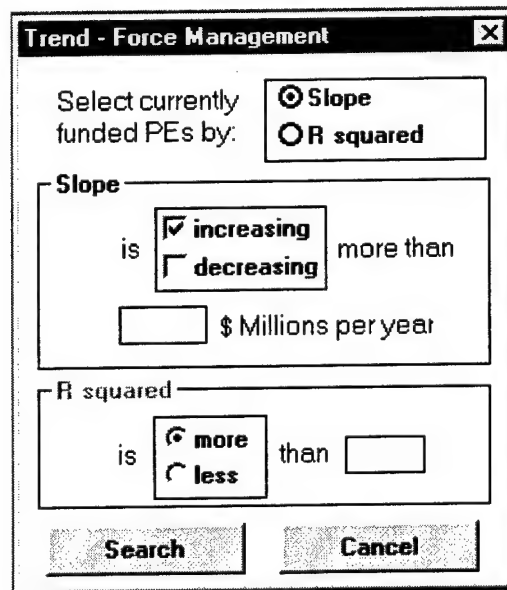 Trend - Force Management
Select currently
funded PEs by:
Slope
R squared
Slope
is
increasing
decreasing
more than
$ Millions per year
R squared
is
more
less
than
Search
Cancel